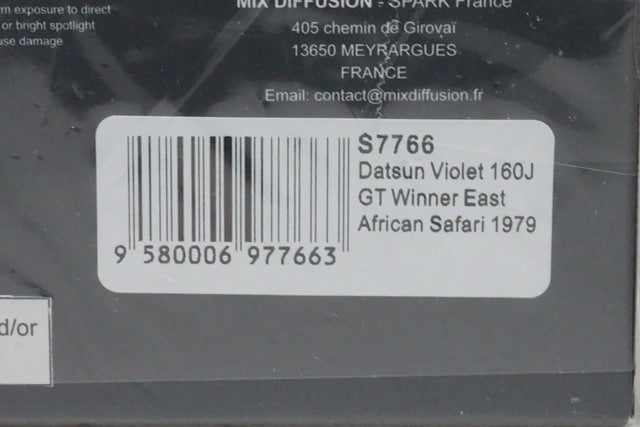 m exposure to direct
or bright spotlight
use damage
MIX DIFFUSION - SPARK France
405 chemin de Girovaï
13650 MEYRARGUES
FRANCE
Email: contact@mixdiffusion.fr
S7766
Datsun Violet 160J
GT Winner East
African Safari 1979
9 580006 977663
d/or